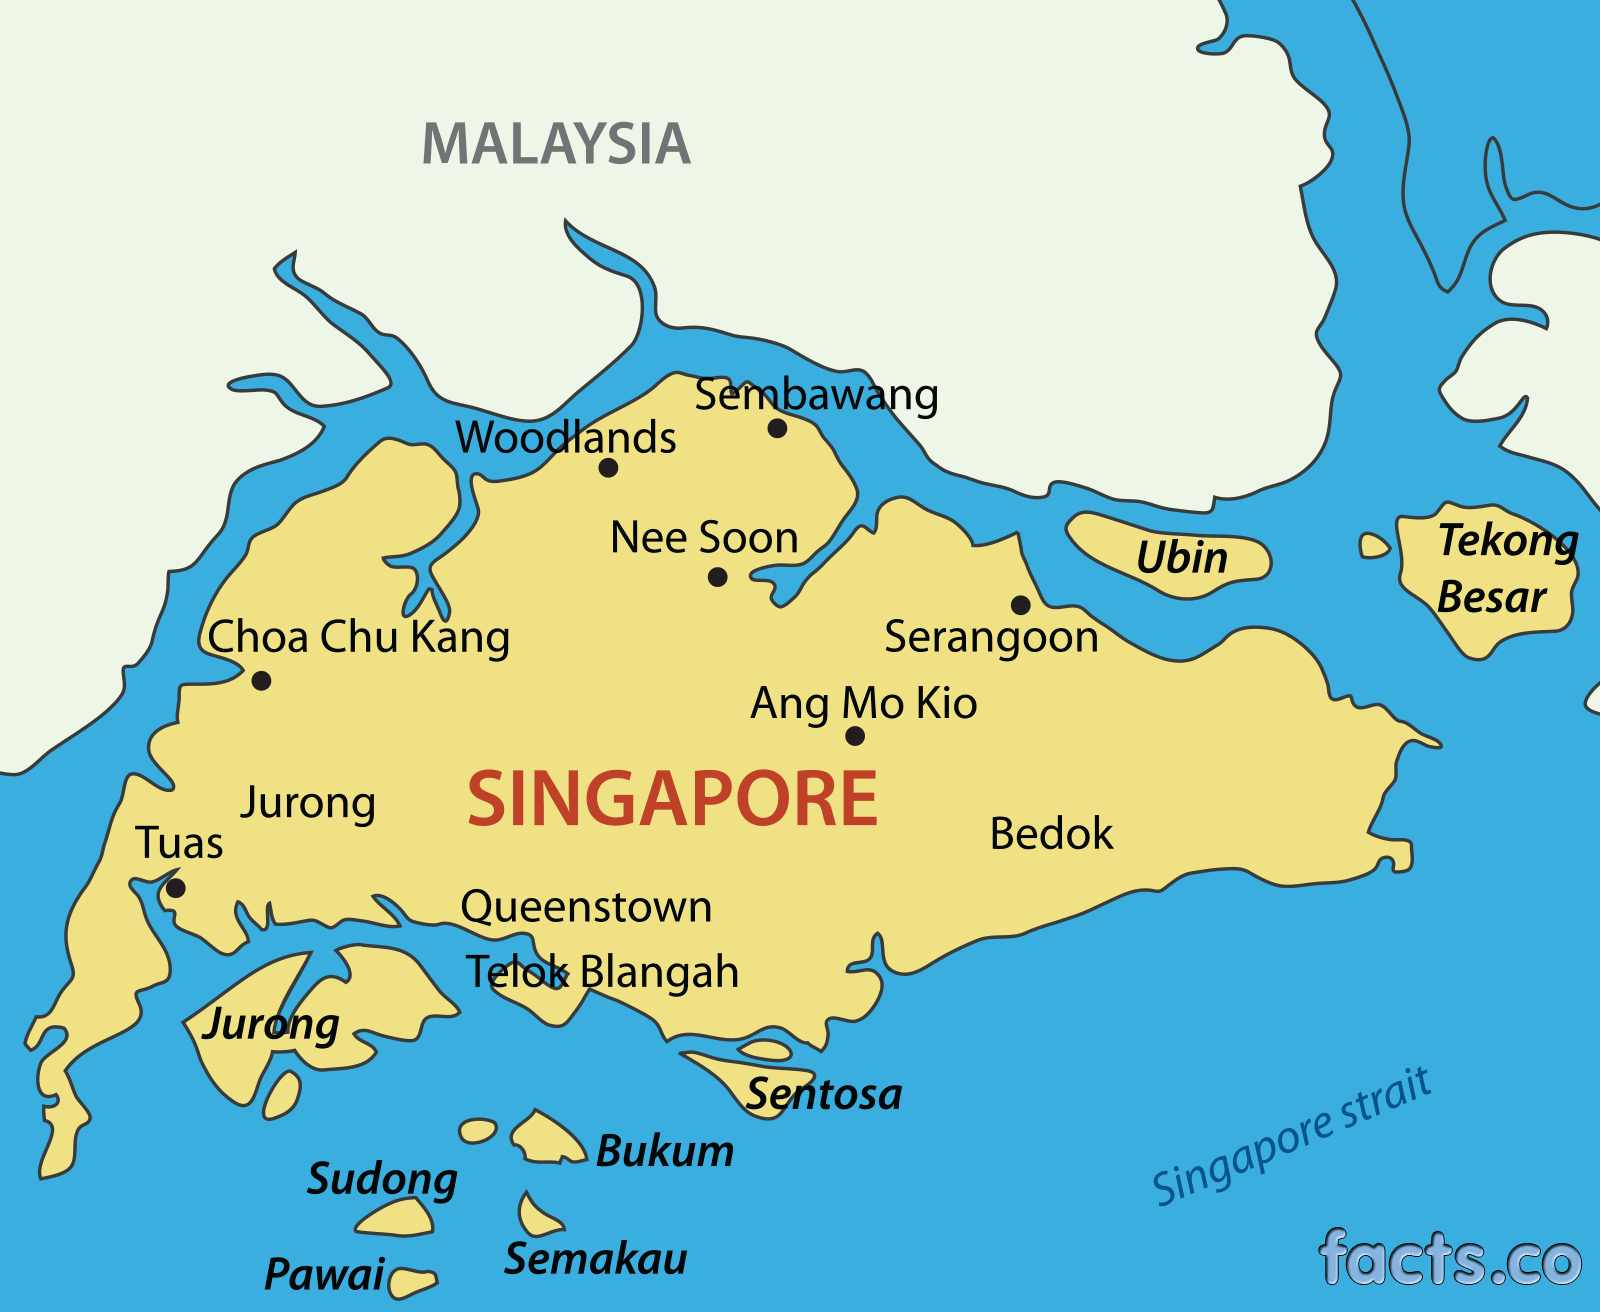 MALAYSIA
Sembawang
Woodlands
Nee Soon
Ubin
Tekong
Besar
Choa Chu Kang
Serangoon
Ang Mo Kio
Jurong
SINGAPORE
Bedok
Tuas
Queenstown
Telok Blangah
Jurong
Sentosa
Bukum
Sudong
Singapore strait
Semakau
Pawai
facts.co